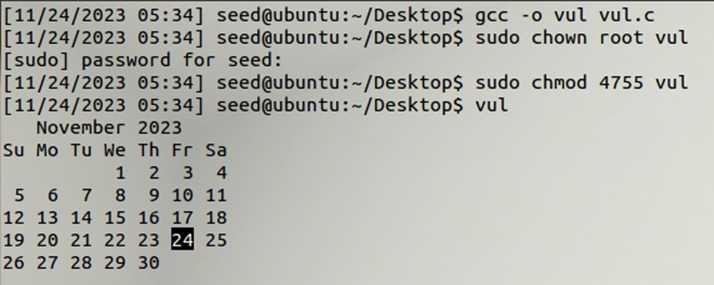 [11/24/2023 05:34] seed@ubuntu:~/Desktop$ gcc -o vul vul.c
[11/24/2023 05:34] seed@ubuntu:~/Desktop$ sudo chown root vul
[sudo] password for seed:
[11/24/2023 05:34] seed@ubuntu:~/Desktop$ sudo chmod 4755 vul
[11/24/2023 05:34] seed@ubuntu:~/Desktop$ vul
   November 2023
Su Mo Tu We Th Fr Sa
          1  2  3  4
 5  6  7  8  9 10 11
12 13 14 15 16 17 18
19 20 21 22 23 24 25
26 27 28 29 30